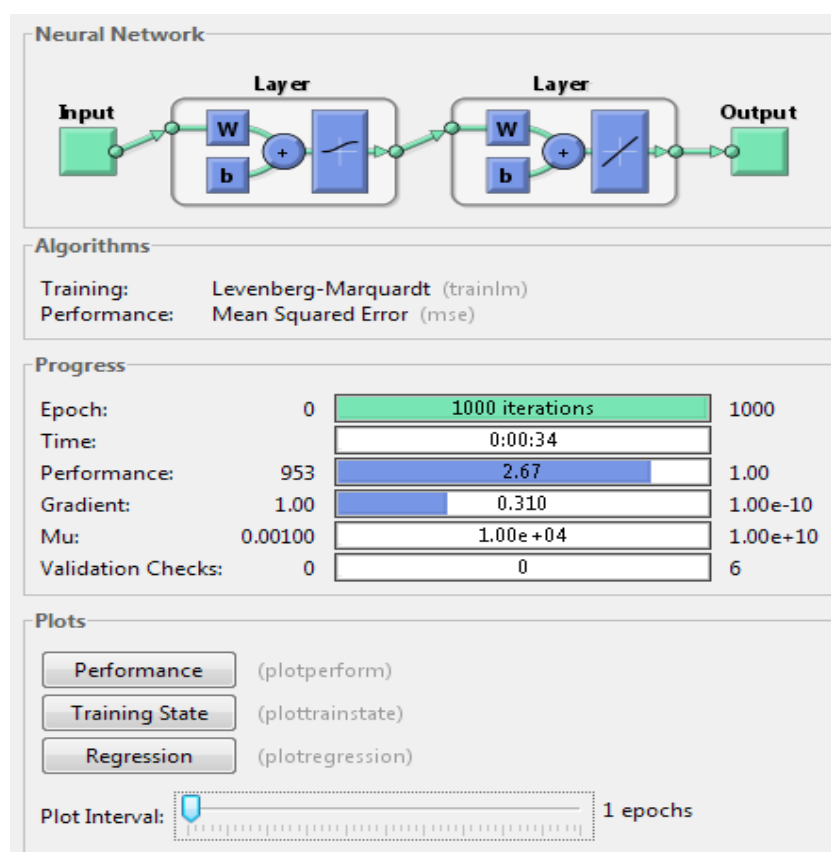 Neural Network
Layer Layer
Input Output
W W
b b
+ +
Algorithms
Training: Levenberg-Marquardt (trainlm)
Performance: Mean Squared Error (mse)
Progress
Epoch: 0 1000 iterations 1000
Time: 0:00:34
Performance: 953 2.67 1.00
Gradient: 1.00 0.310 1.00e-10
Mu: 0.00100 1.00e+04 1.00e+10
Validation Checks: 0 0 6
Plots
Performance (plotperform)
Training State (plottrainstate)
Regression (plotregression)
Plot Interval: 1 epochs